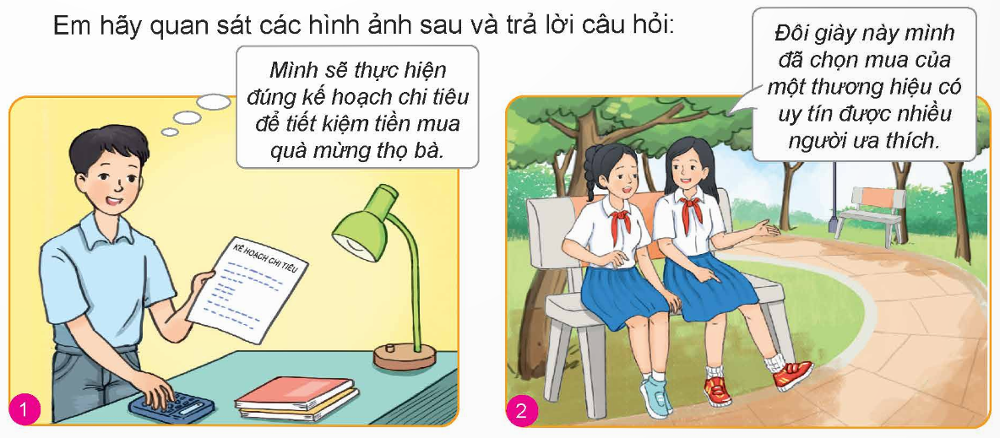 Em hãy quan sát các hình ảnh sau và trả lời câu hỏi:
Mình sẽ thực hiện
đúng kế hoạch chi tiêu
để tiết kiệm tiền mua
quà mừng thọ bà.
KẾ HOẠCH CHI TIÊU
1
Đôi giày này mình
đã chọn mua của
một thương hiệu có
uy tín được nhiều
người ưa thích.
2